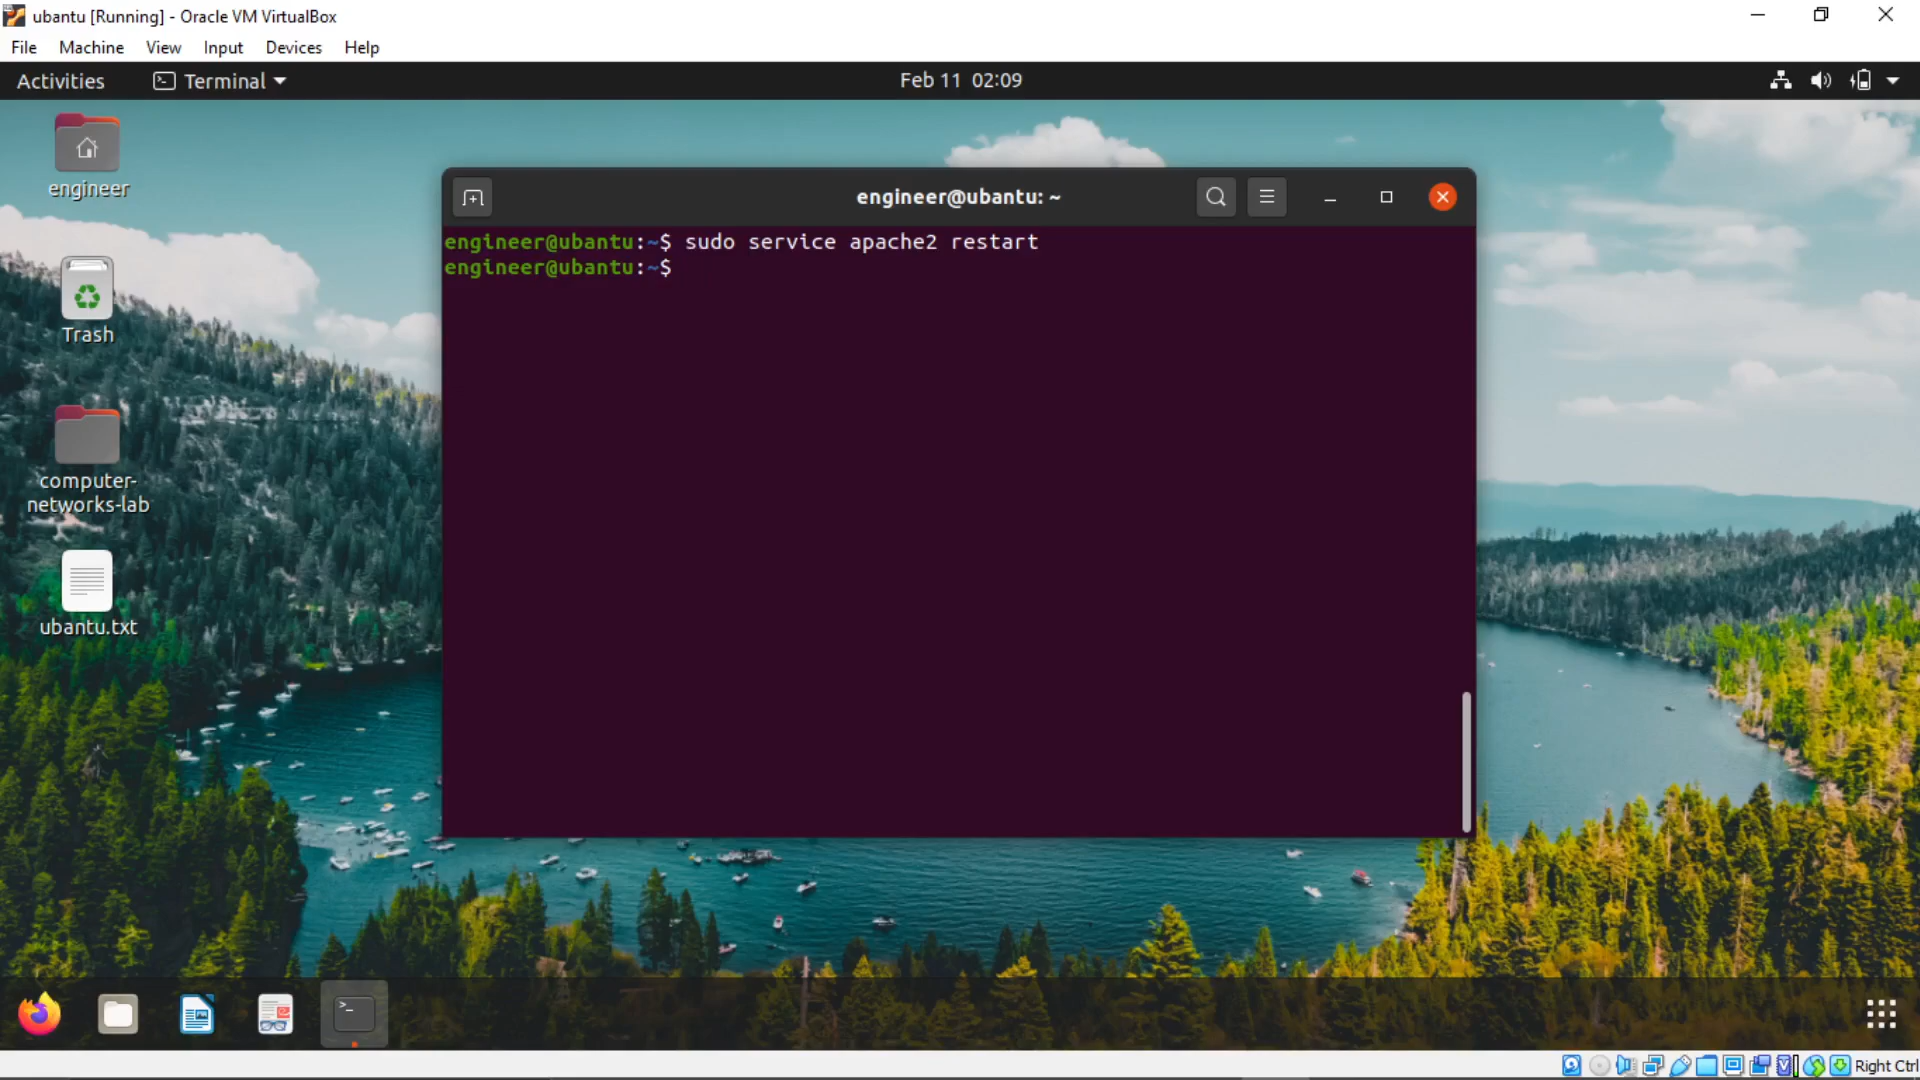 ubantu [Running] - Oracle VM VirtualBox
File Machine View Input Devices Help
Activities Terminal Feb 11 02:09
engineer
Trash
computer-
networks-lab
ubantu.txt
engineer@ubantu: ~
engineer@ubantu:~$ sudo service apache2 restart
engineer@ubantu:~$
Right Ctrl